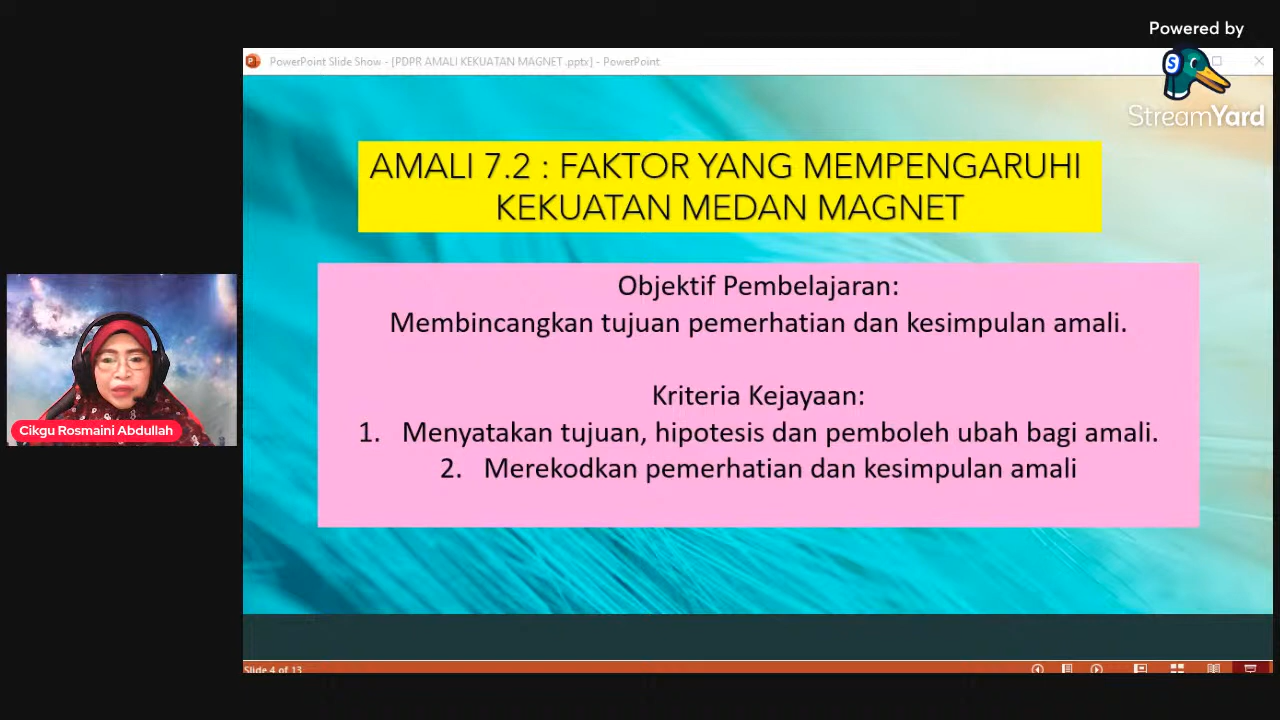 Powered by
PowerPoint Slide Show - [PDPR AMALI KEKUATAN MAGNET .pptx] - PowerPoint
StreamYard
AMALI 7.2 : FAKTOR YANG MEMPENGARUHI
KEKUATAN MEDAN MAGNET
Objektif Pembelajaran:
Membincangkan tujuan pemerhatian dan kesimpulan amali.
Kriteria Kejayaan:
1. Menyatakan tujuan, hipotesis dan pemboleh ubah bagi amali.
2. Merekodkan pemerhatian dan kesimpulan amali
Cikgu Rosmaini Abdullah
Slide 4 of 13